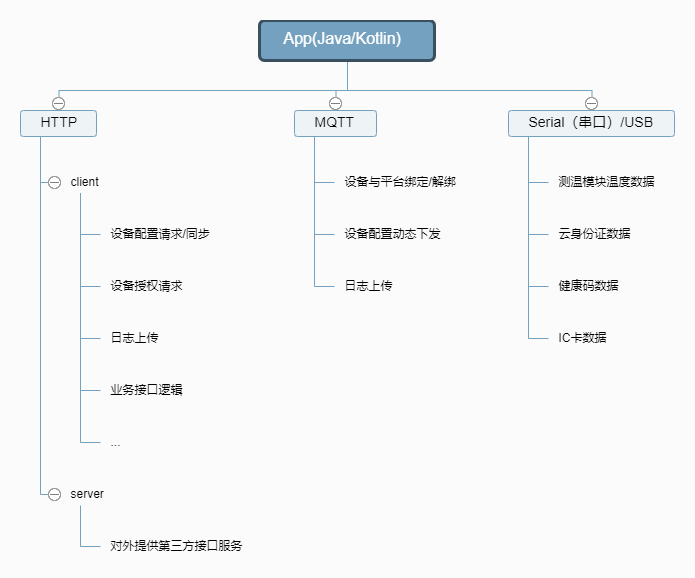 App(Java/Kotlin)
HTTP
client
设备配置请求/同步
设备授权请求
日志上传
业务接口逻辑
...
server
对外提供第三方接口服务
MQTT
设备与平台绑定/解绑
设备配置动态下发
日志上传
Serial（串口）/USB
测温模块温度数据
云身份证数据
健康码数据
IC卡数据